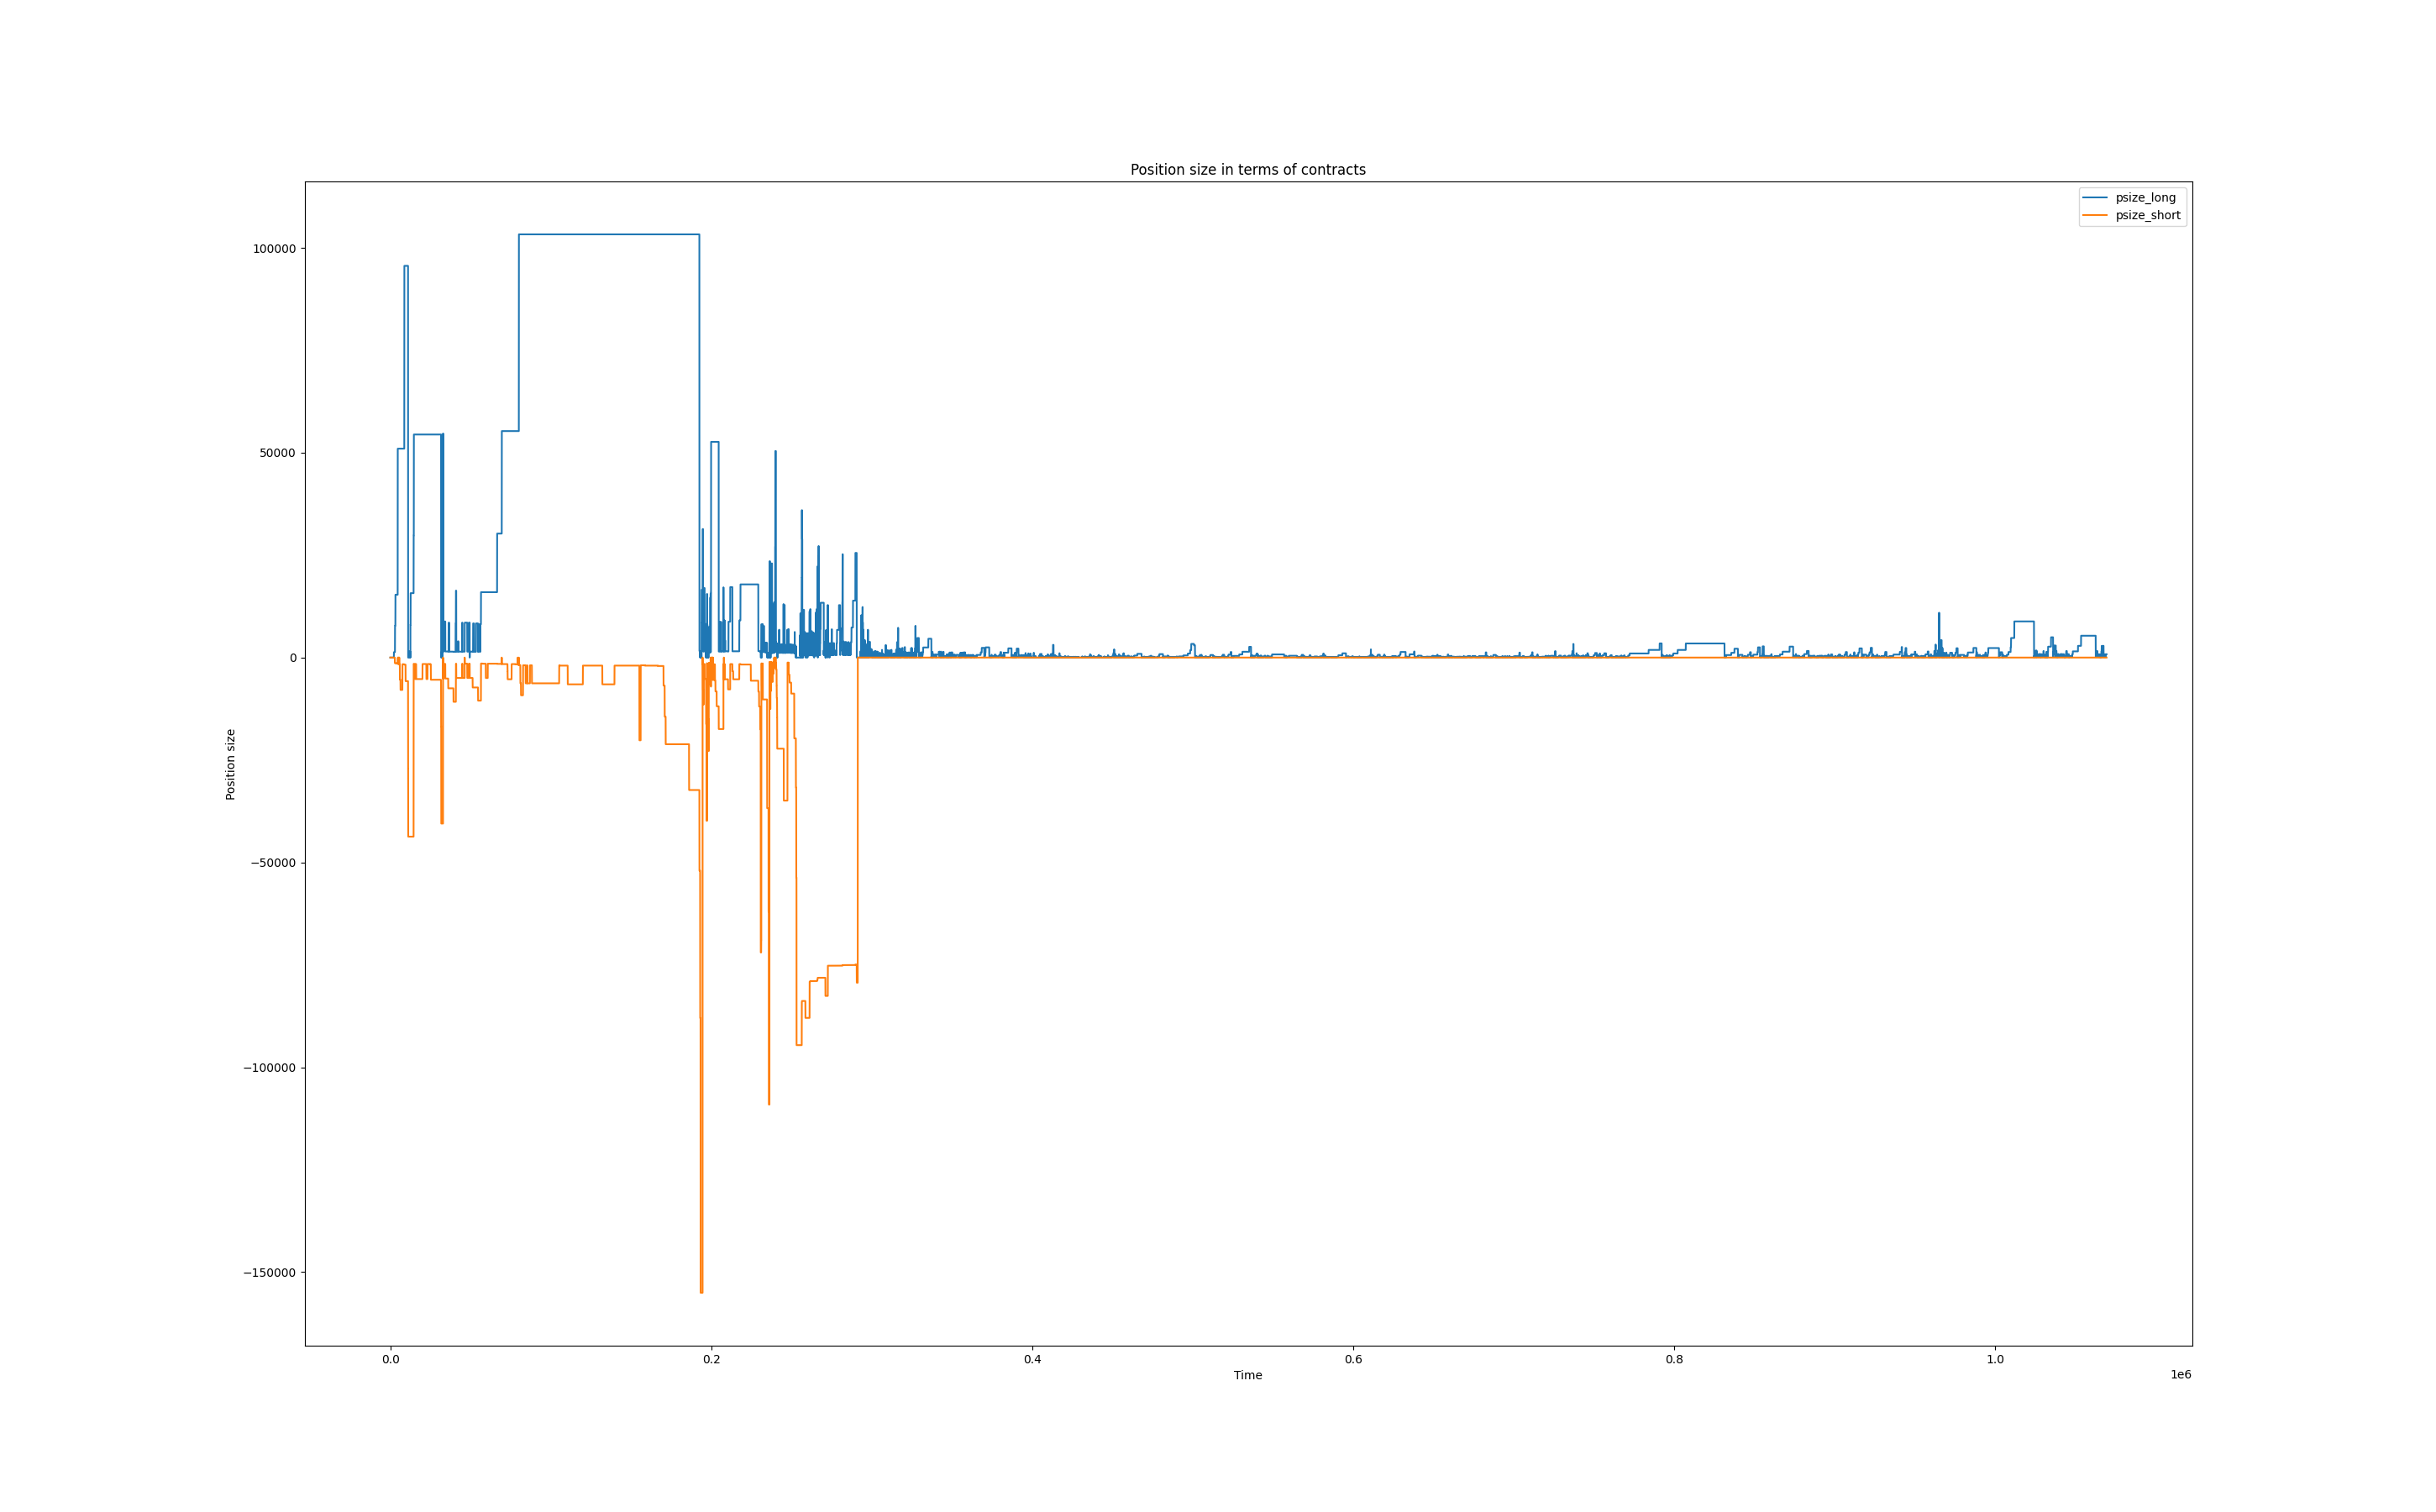 Position size in terms of contracts
psize_long
psize_short
100000
50000
0
−50000
−100000
−150000
Position size
0.0
0.2
0.4
0.6
0.8
1.0
Time
1e6